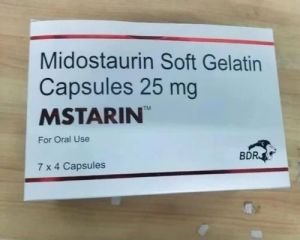 Midostaurin Soft Gelatin
Capsules 25 mg
MSTARIN™
For Oral Use
7 x 4 Capsules
BDR